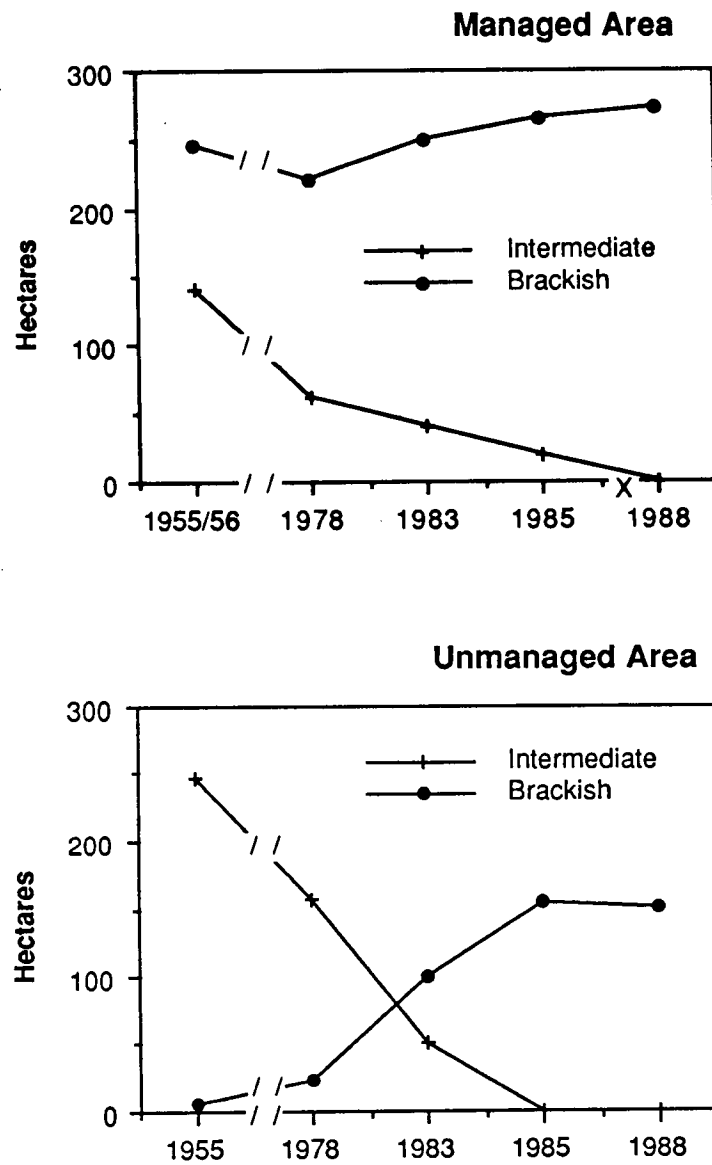 Managed Area
300
200
100
0
Hectares
Intermediate
Brackish
X
1955/56 1978 1983 1985 1988
Unmanaged Area
300
200
100
0
Hectares
Intermediate
Brackish
1955 1978 1983 1985 1988